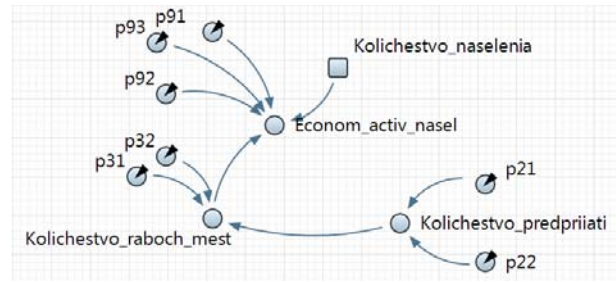 p91
p93
Kolichestvo_naselenia
p92
Econom_activ_nasel
p32
p31
p21
Kolichestvo_predpriiati
Kolichestvo_raboch_mest
p22